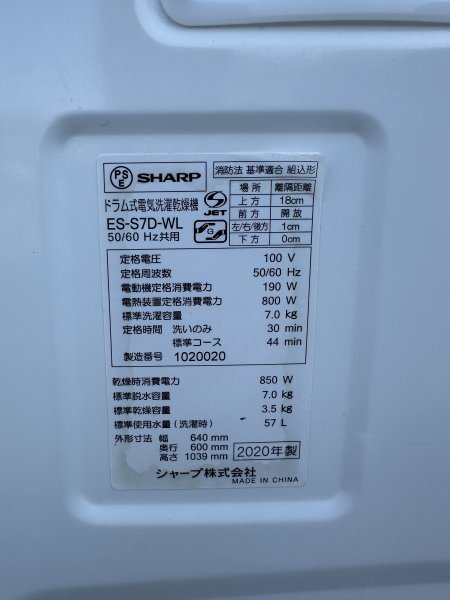 PSE SHARP
ドラム式電気洗濯乾燥機
ES-S7D-WL
50/60 Hz共用
S JET
消防法 基準適合 組込形
場所 離隔距離
上方 18cm
前方 開放
左/右/後方 1cm
下方 0cm
定格電圧 100 V
定格周波数 50/60 Hz
電動機定格消費電力 190 W
電熱装置定格消費電力 800 W
標準洗濯容量 7.0 kg
定格時間 洗いのみ 30 min
標準コース 44 min
製造番号 1020020
乾燥時消費電力 850 W
標準脱水容量 7.0 kg
標準乾燥容量 3.5 kg
標準使用水量(洗濯時) 57 L
外形寸法 幅 640 mm
奥行 600 mm
高さ 1039 mm
2020年製
シャープ株式会社
MADE IN CHINA